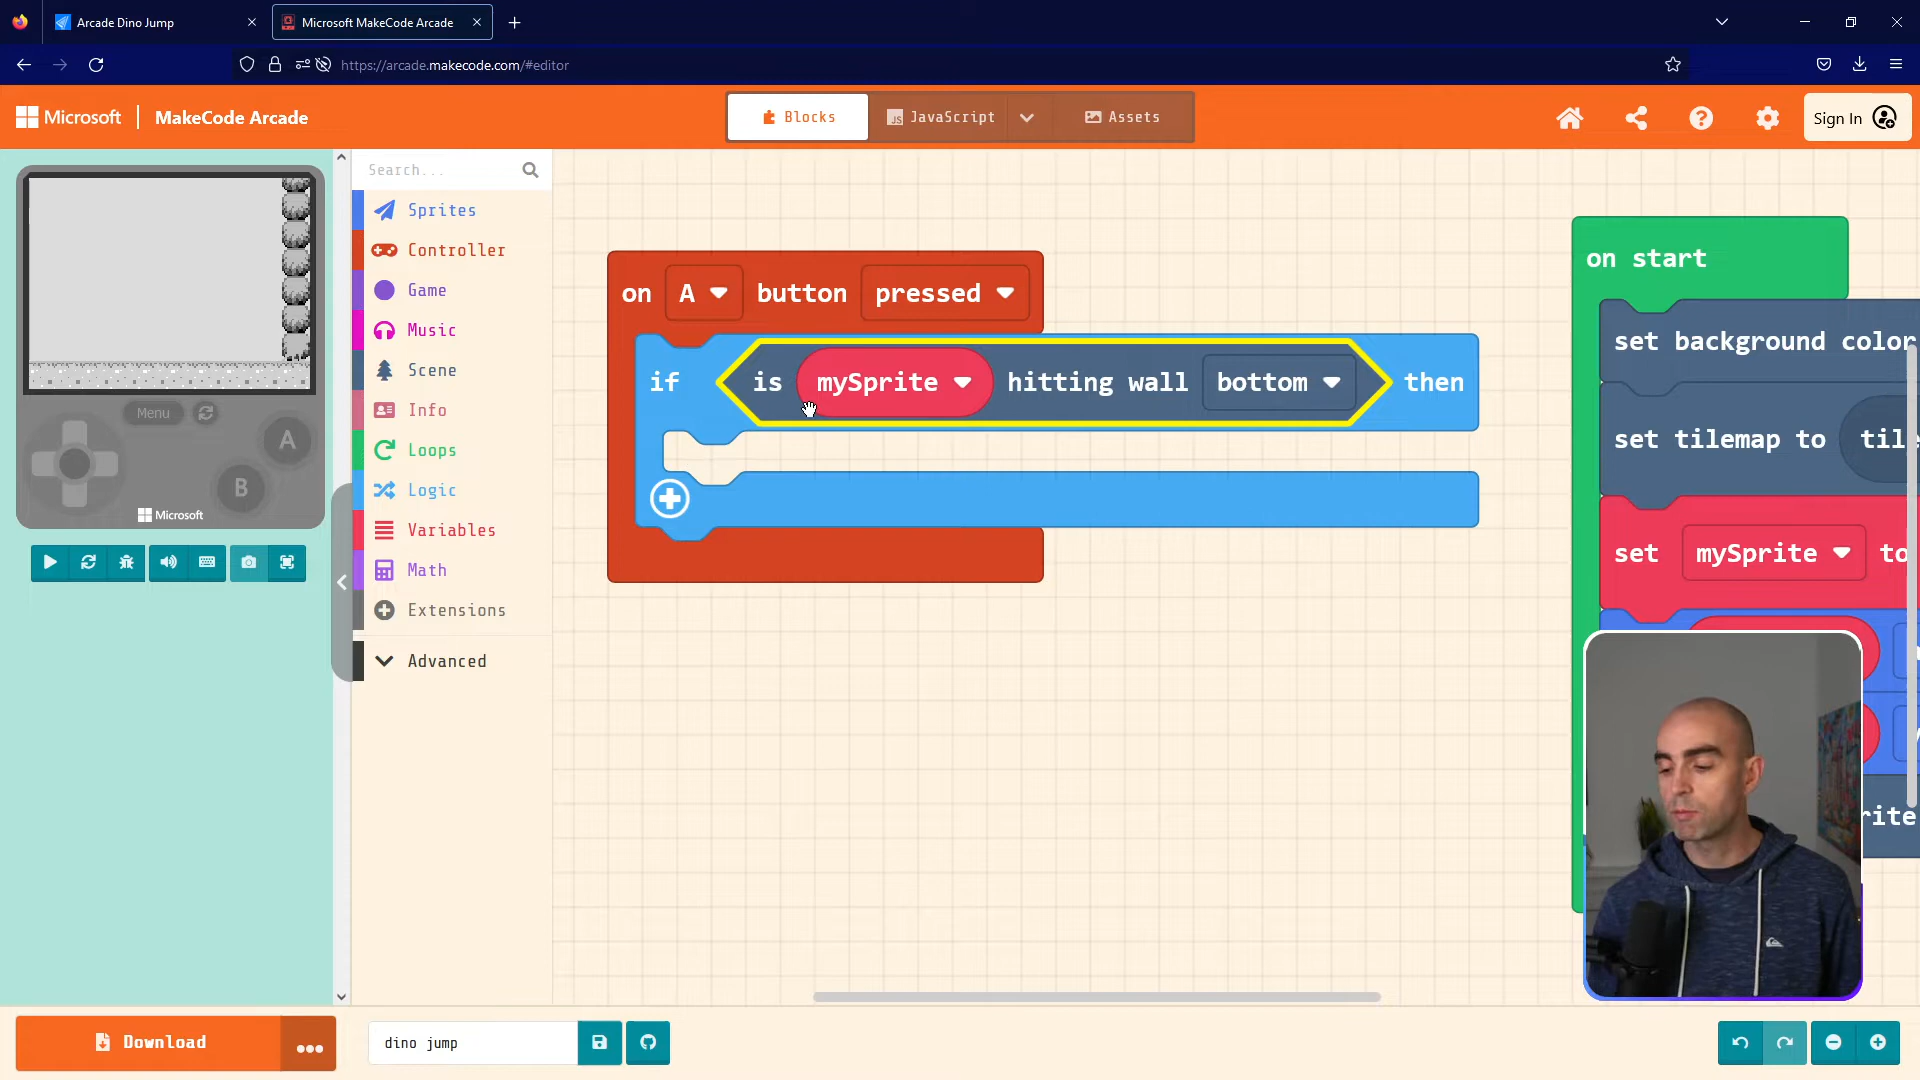 Arcade Dino Jump
Microsoft MakeCode Arcade
https://arcade.makecode.com/#editor
Microsoft
MakeCode Arcade
Blocks
JS
JavaScript
Assets
Sign In
Search...
Sprites
Controller
Game
Music
Scene
Info
Loops
Logic
Variables
Math
Extensions
Advanced
Menu
A
B
Microsoft
on A button pressed
if is mySprite hitting wall bottom then
on start
set background color
set tilemap to til
set mySprite to
rite
Download
dino jump